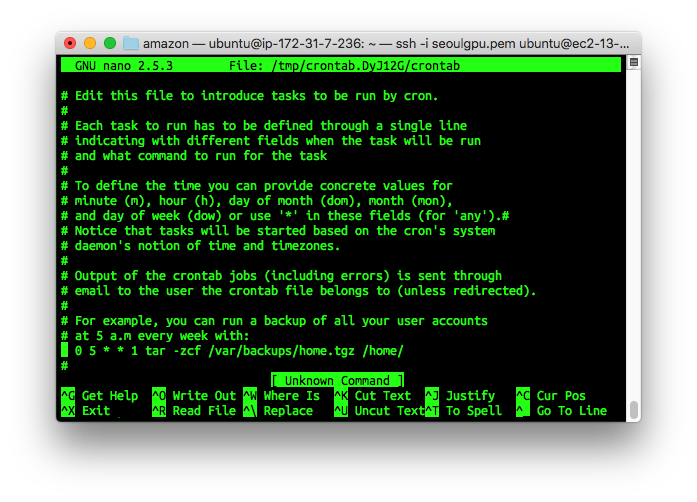 amazon — ubuntu@ip-172-31-7-236: ~ — ssh -i seoulgpu.pem ubuntu@ec2-13-...
GNU nano 2.5.3 File: /tmp/crontab.DyJ12G/crontab
# Edit this file to introduce tasks to be run by cron.
#
# Each task to run has to be defined through a single line
# indicating with different fields when the task will be run
# and what command to run for the task
#
# To define the time you can provide concrete values for
# minute (m), hour (h), day of month (dom), month (mon),
# and day of week (dow) or use '*' in these fields (for 'any').#
# Notice that tasks will be started based on the cron's system
# daemon's notion of time and timezones.
#
# Output of the crontab jobs (including errors) is sent through
# email to the user the crontab file belongs to (unless redirected).
#
# For example, you can run a backup of all your user accounts
# at 5 a.m every week with:
# 0 5 * * 1 tar -zcf /var/backups/home.tgz /home/
#
[ Unknown Command ]
^G Get Help ^O Write Out ^W Where Is ^K Cut Text ^J Justify ^C Cur Pos
^X Exit ^R Read File ^\ Replace ^U Uncut Text ^T To Spell ^_ Go To Line